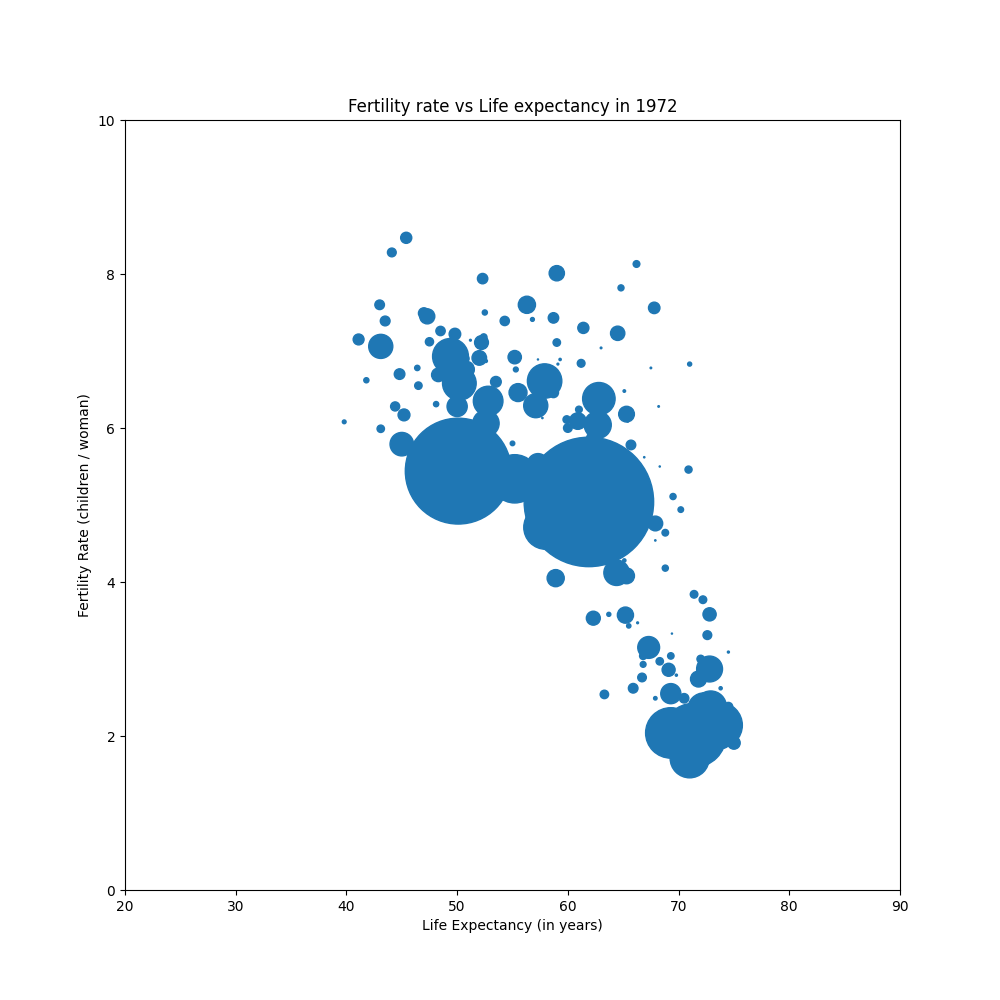 Fertility rate vs Life expectancy in 1972
10
8
6
4
2
0
Fertility Rate (children / woman)
20 30 40 50 60 70 80 90
Life Expectancy (in years)